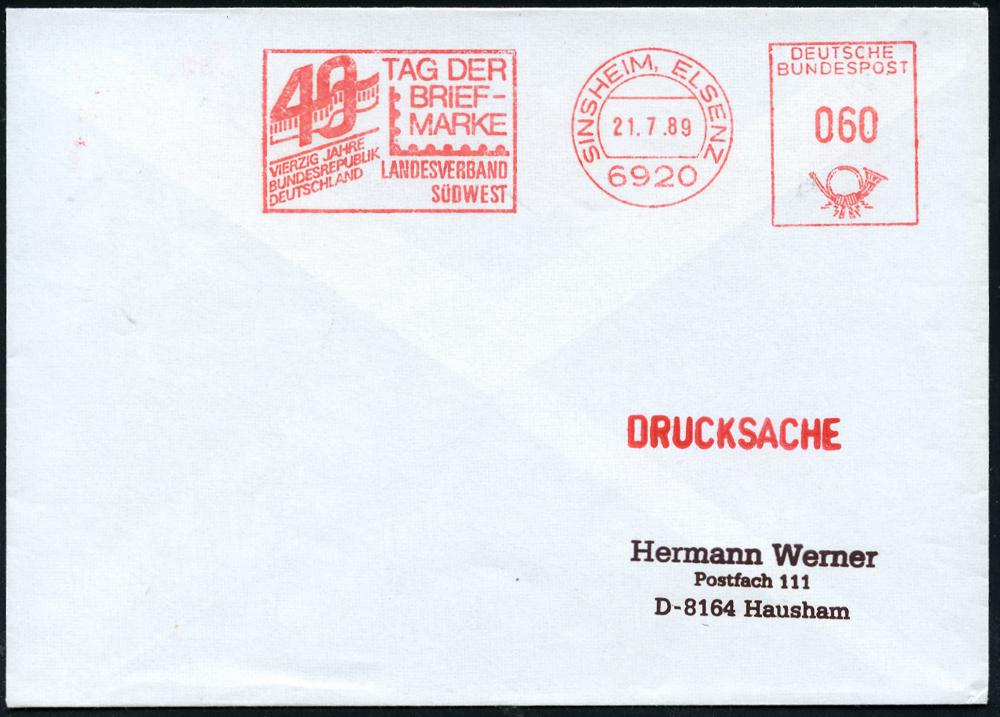 40
VIERZIG JAHRE
BUNDESREPUBLIK
DEUTSCHLAND
TAG DER
BRIEF-
MARKE
LANDESVERBAND
SÜDWEST
SINSHEIM, ELSENZ
21.7.89
6920
DEUTSCHE
BUNDESPOST
060
DRUCKSACHE
Hermann Werner
Postfach 111
D-8164 Hausham